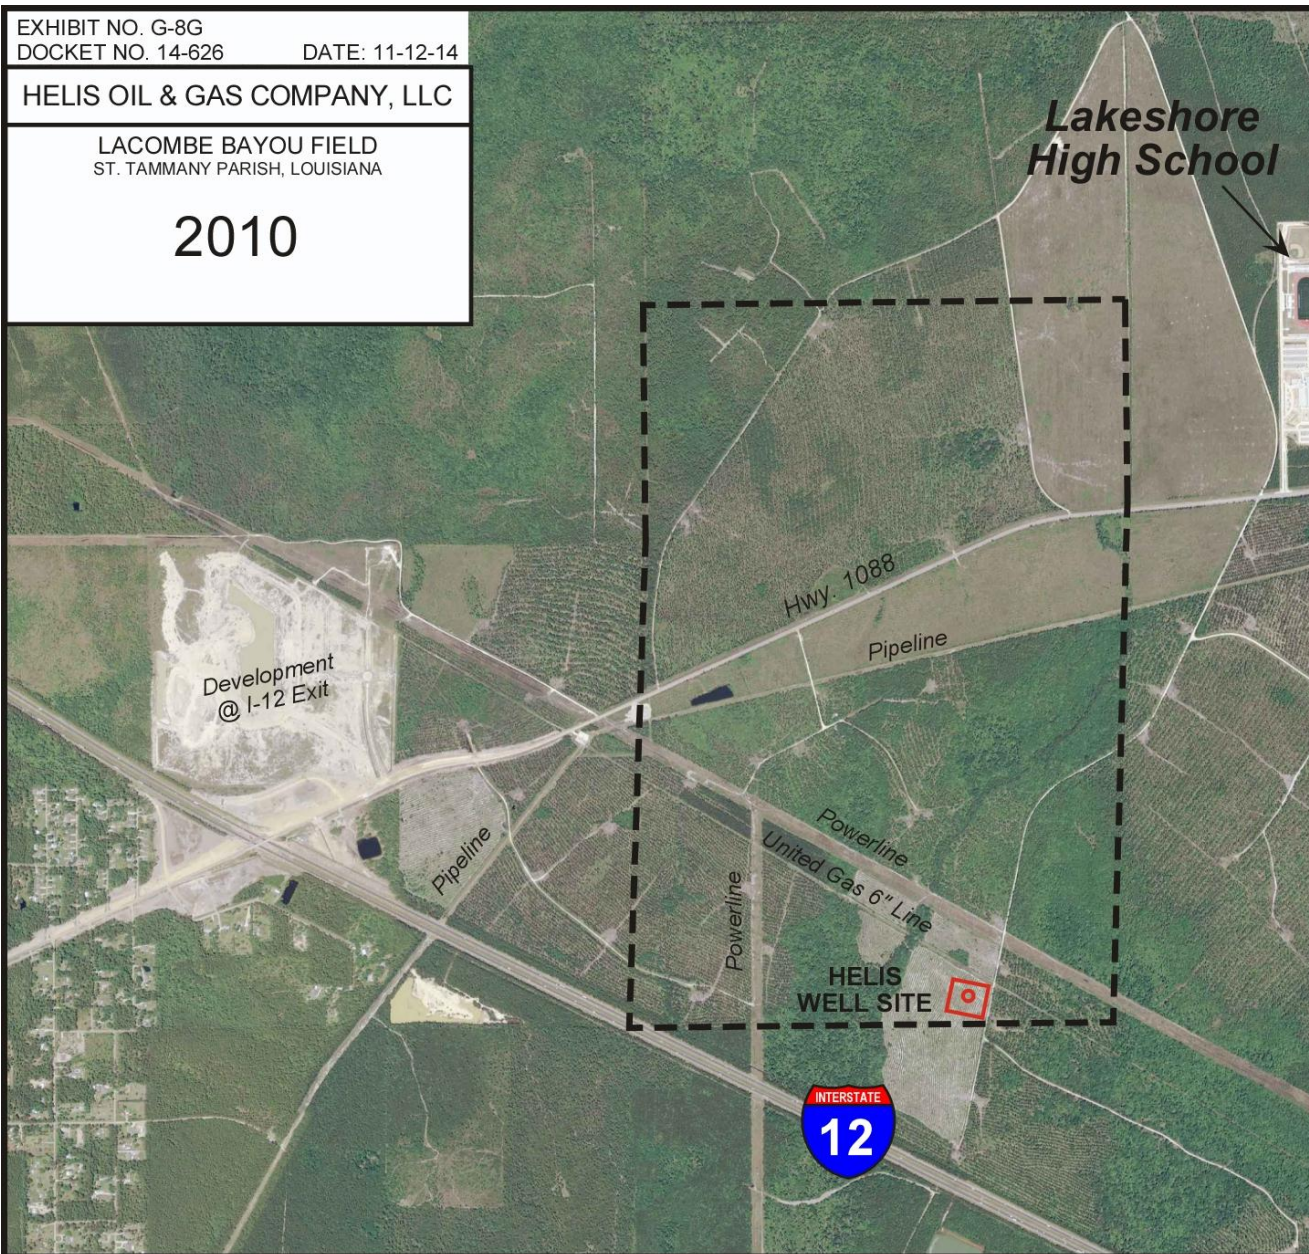 EXHIBIT NO. G-8G
DOCKET NO. 14-626 DATE: 11-12-14
HELIS OIL & GAS COMPANY, LLC
LACOMBE BAYOU FIELD
ST. TAMMANY PARISH, LOUISIANA
2010
Lakeshore
High School
Hwy. 1088
Pipeline
Development
@ I-12 Exit
Powerline
United Gas 6" Line
Pipeline
Powerline
HELIS
WELL SITE
INTERSTATE
12